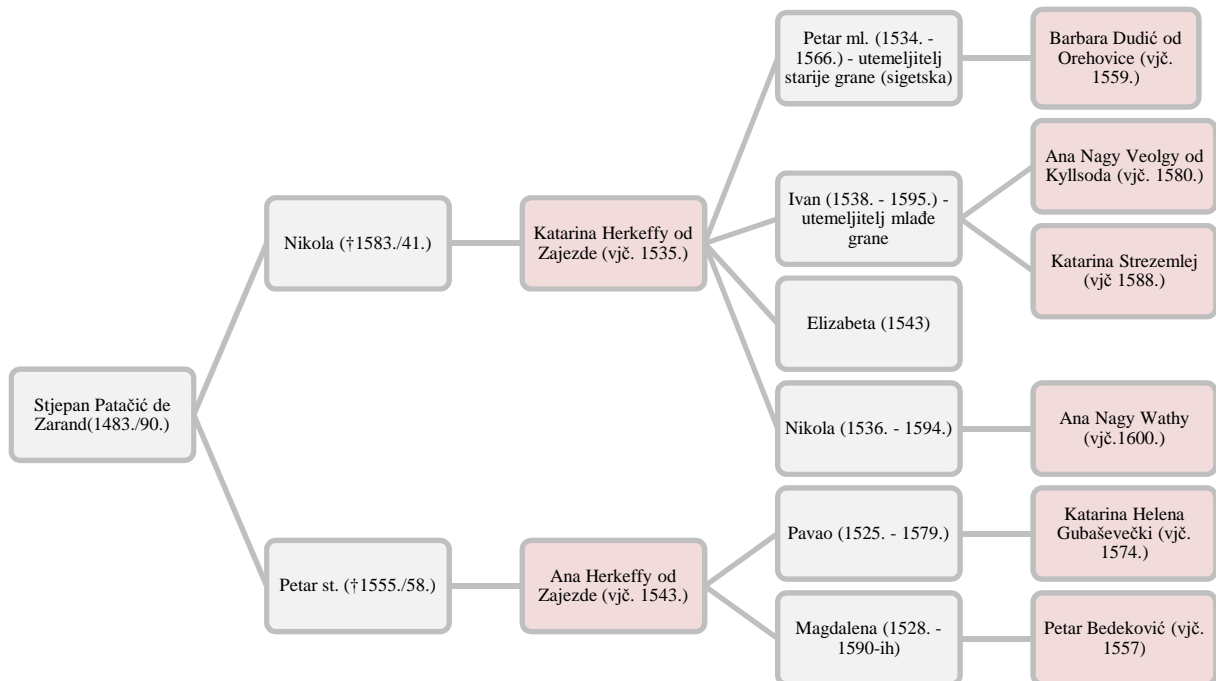 Stjepan Patačić de
Zarand(1483./90.)
Nikola (†1583./41.)
Katarina Herkeffy od
Zajezde (vjč. 1535.)
Petar ml. (1534. -
1566.) - utemeljitelj
starije grane (sigetska)
Barbara Dudić od
Orehovice (vjč.
1559.)
Ivan (1538. - 1595.) -
utemeljitelj mlađe
grane
Ana Nagy Veolgy od
Kyllsoda (vjč. 1580.)
Katarina Strezemlej
(vjč 1588.)
Elizabeta (1543)
Nikola (1536. - 1594.)
Ana Nagy Wathy
(vjč.1600.)
Petar st. (†1555./58.)
Ana Herkeffy od
Zajezde (vjč. 1543.)
Pavao (1525. - 1579.)
Katarina Helena
Gubaševečki (vjč.
1574.)
Magdalena (1528. -
1590-ih)
Petar Bedeković (vjč.
1557)